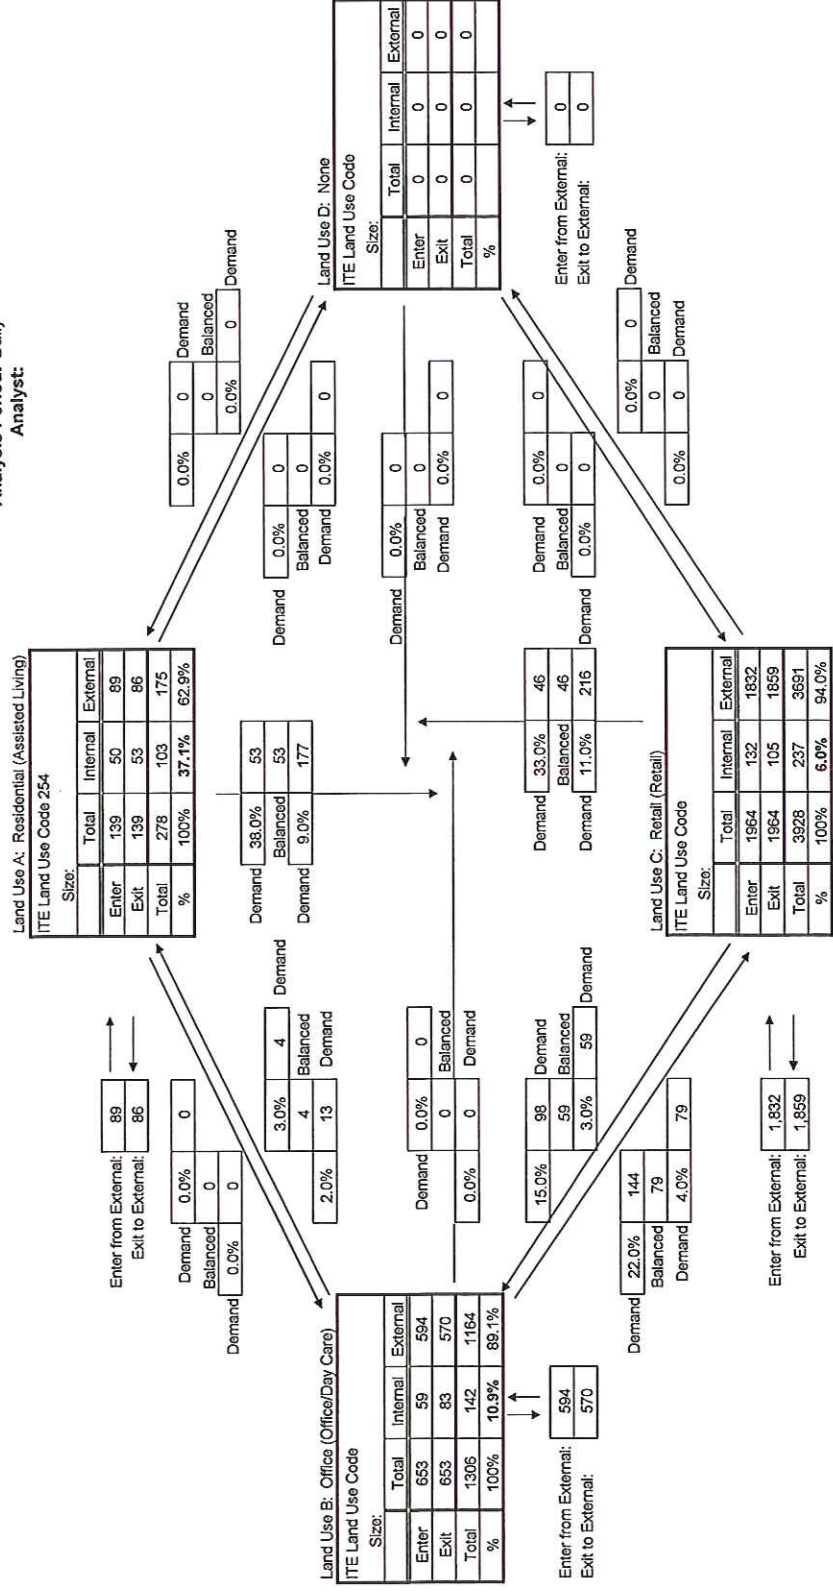 Analyst:
Land Use A: Residential (Assisted Living)
ITE Land Use Code 254
Size:
Total Internal External
Enter 139 50 89
Exit 139 53 86
Total 278 103 175
% 100% 37.1% 62.9%
Enter from External: 89
Exit to External: 86
Demand 0.0% 0
Balanced 0
Demand 0.0% 0
3.0% 4 Demand
4 Balanced
2.0% 13 Demand
Demand 38.0% 53
Balanced 53
Demand 9.0% 177
0.0% 0 Demand
0 Balanced
0.0% 0 Demand
Demand 0.0% 0
Balanced 0
Demand 0.0% 0
Land Use B: Office (Office/Day Care)
ITE Land Use Code
Size:
Total Internal External
Enter 653 59 594
Exit 653 83 570
Total 1306 142 1164
% 100% 10.9% 89.1%
Enter from External: 594
Exit to External: 570
Demand 0.0% 0
0 Balanced
0.0% 0 Demand
Demand 0.0% 0
Balanced 0
Demand 0.0% 0
Land Use D: None
ITE Land Use Code
Size:
Total Internal External
Enter 0 0 0
Exit 0 0 0
Total 0 0 0
%
Enter from External: 0
Exit to External: 0
15.0% 98 Demand
59 Balanced
3.0% 59 Demand
Demand 22.0% 144
Balanced 79
Demand 4.0% 79
Demand 33.0% 46
Balanced 46
Demand 11.0% 216
Demand 0.0% 0
Balanced 0
Demand 0.0% 0
0.0% 0 Demand
0 Balanced
0.0% 0 Demand
Enter from External: 1,832
Exit to External: 1,859
Land Use C: Retail (Retail)
ITE Land Use Code
Size:
Total Internal External
Enter 1964 132 1832
Exit 1964 105 1859
Total 3928 237 3691
% 100% 6.0% 94.0%